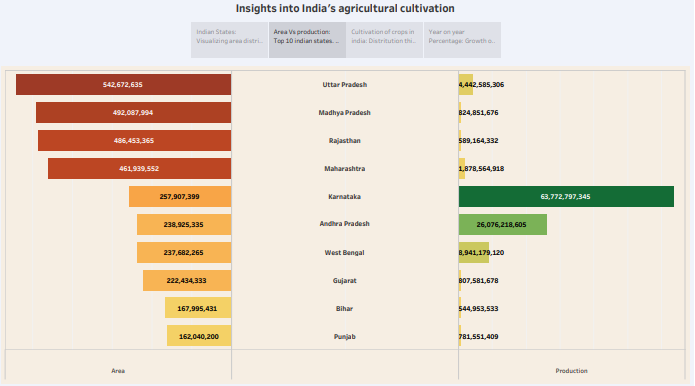 Insights into India's agricultural cultivation
Indian States:
Visualizing area distri..
Area Vs production:
Top 10 indian states. ..
Cultivation of crops in
india: Distribution th..
Year on year
Percentage: Growth o..
542,672,635 Uttar Pradesh 4,442,585,306
492,087,994 Madhya Pradesh 824,851,676
486,453,365 Rajasthan 589,164,332
461,939,552 Maharashtra 1,878,564,918
257,907,399 Karnataka 63,772,797,345
238,925,335 Andhra Pradesh 26,076,218,605
237,682,265 West Bengal 8,941,179,120
222,434,333 Gujarat 807,581,678
167,995,431 Bihar 544,953,533
162,040,200 Punjab 781,551,409
Area Production